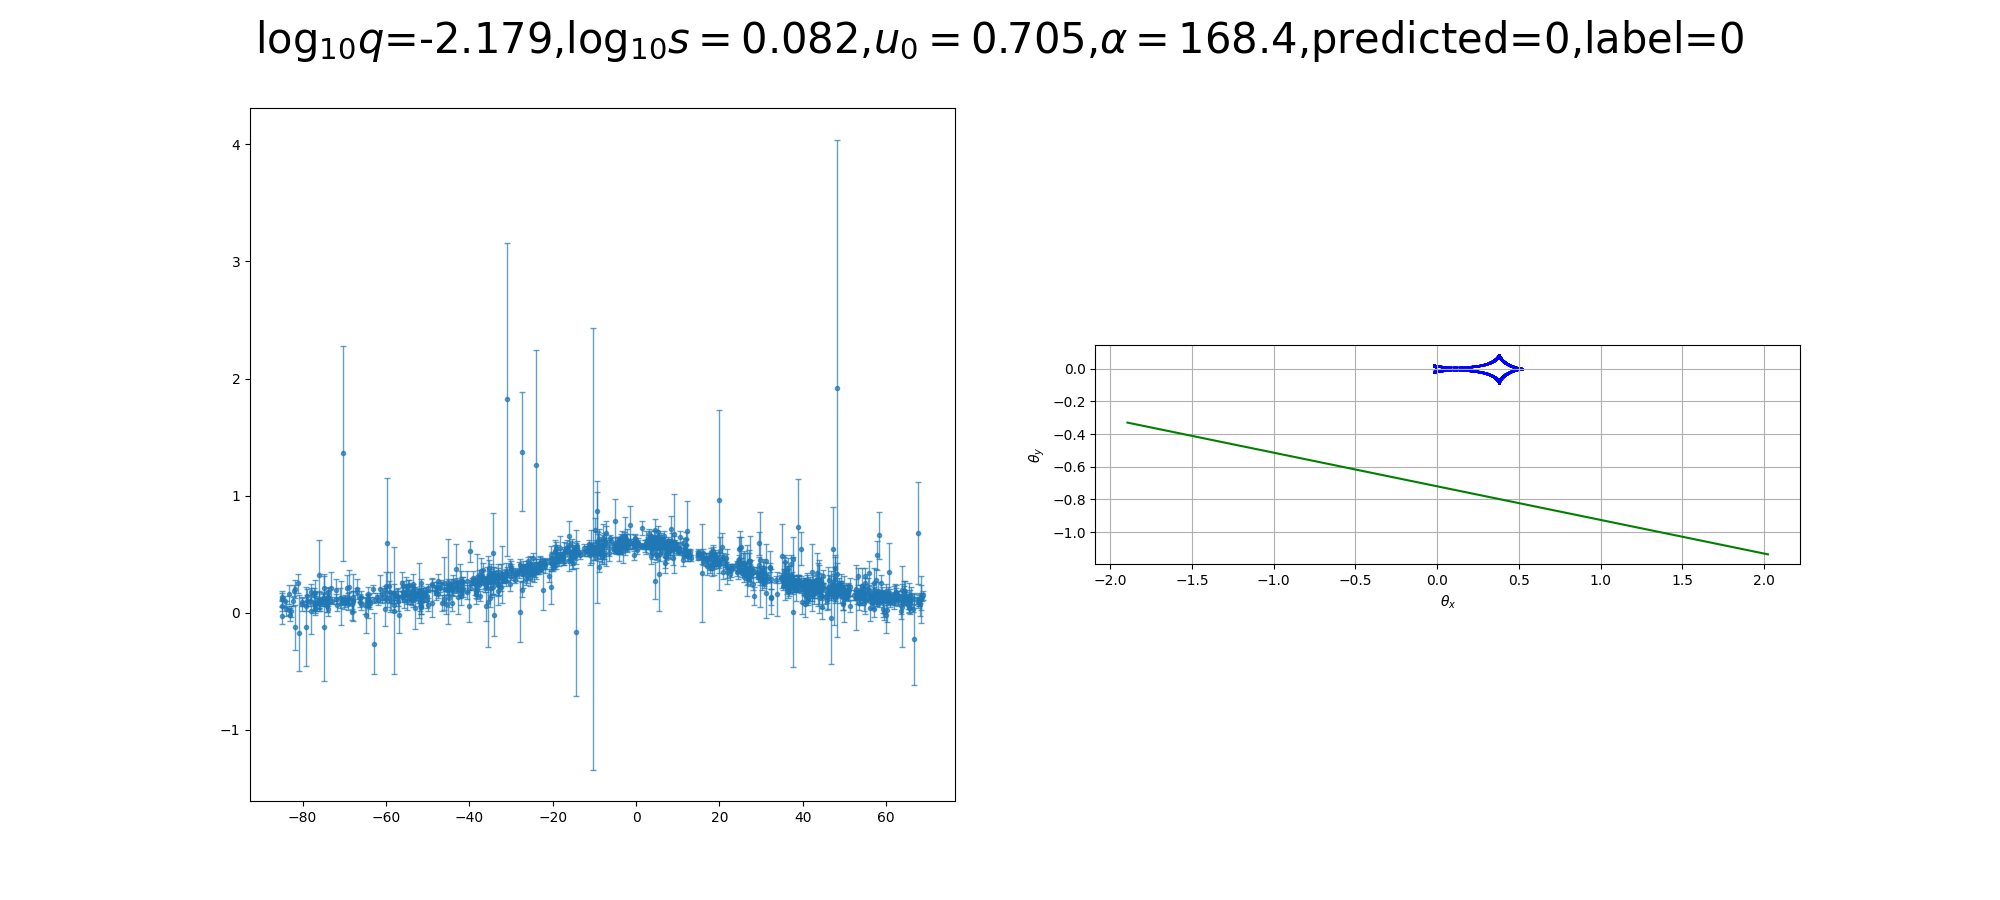 log₁₀q=-2.179,log₁₀s = 0.082,u₀ = 0.705,α = 168.4,predicted=0,label=0
4
3
2
1
0
−1
−80 −60 −40 −20 0 20 40 60
0.0
−0.2
−0.4
−0.6
−0.8
−1.0
θy
−2.0 −1.5 −1.0 −0.5 0.0 0.5 1.0 1.5 2.0
θx